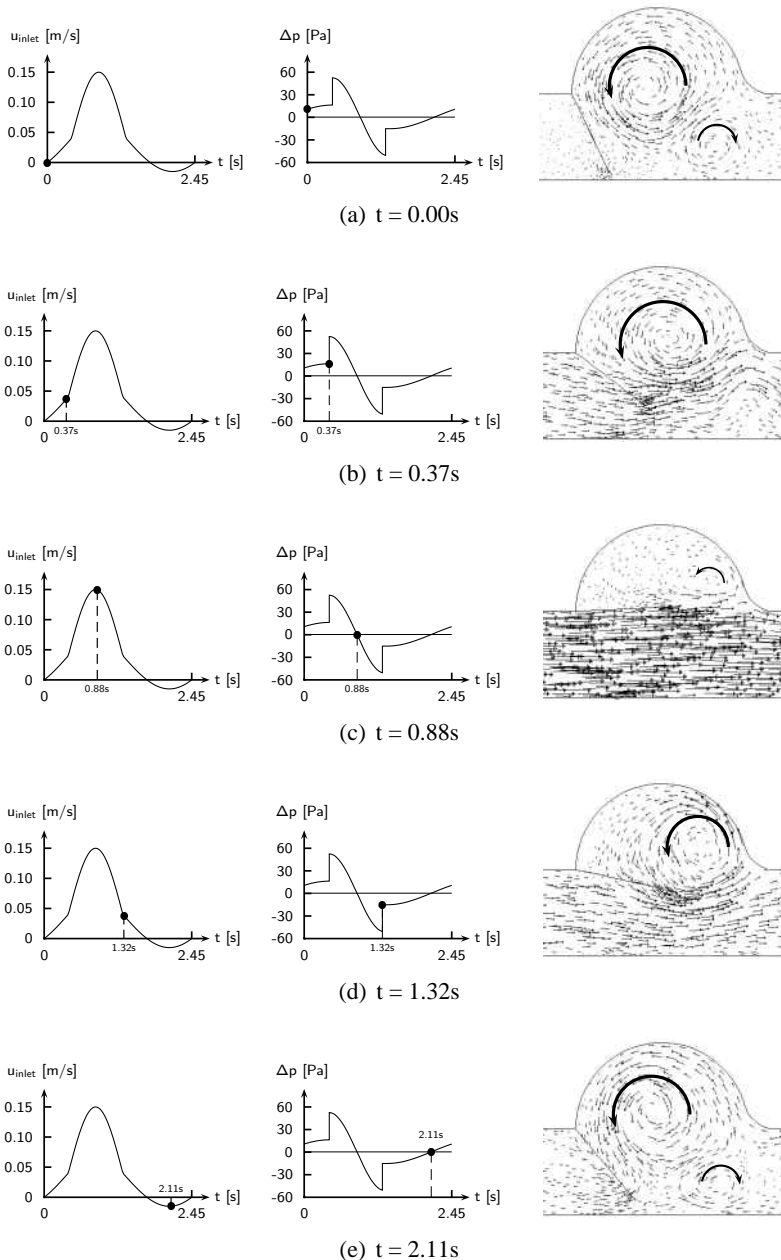 u_inlet [m/s]
0.15
0.10
0.05
0
t [s]
0
2.45
Δp [Pa]
60
30
0
-30
-60
t [s]
0
2.45
(a) t = 0.00s
u_inlet [m/s]
0.15
0.10
0.05
0
t [s]
0
0.37s
2.45
Δp [Pa]
60
30
0
-30
-60
t [s]
0
0.37s
2.45
(b) t = 0.37s
u_inlet [m/s]
0.15
0.10
0.05
0
t [s]
0
0.88s
2.45
Δp [Pa]
60
30
0
-30
-60
t [s]
0
0.88s
2.45
(c) t = 0.88s
u_inlet [m/s]
0.15
0.10
0.05
0
t [s]
0
1.32s
2.45
Δp [Pa]
60
30
0
-30
-60
t [s]
0
1.32s
2.45
(d) t = 1.32s
u_inlet [m/s]
0.15
0.10
0.05
0
2.11s
t [s]
0
2.45
Δp [Pa]
60
30
0
-30
-60
2.11s
t [s]
0
2.45
(e) t = 2.11s